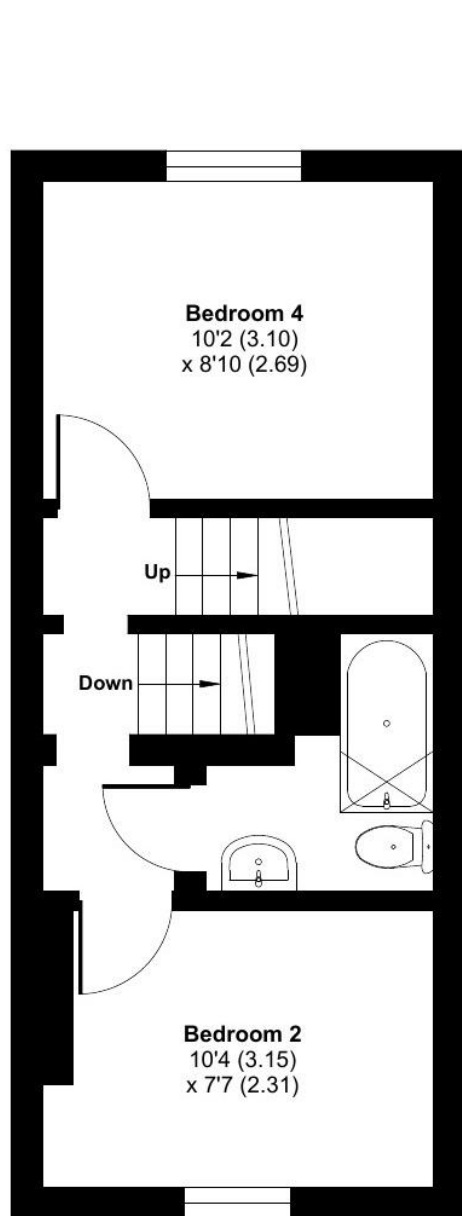 Bedroom 4
10'2 (3.10)
x 8'10 (2.69)
Up
Down
Bedroom 2
10'4 (3.15)
x 7'7 (2.31)